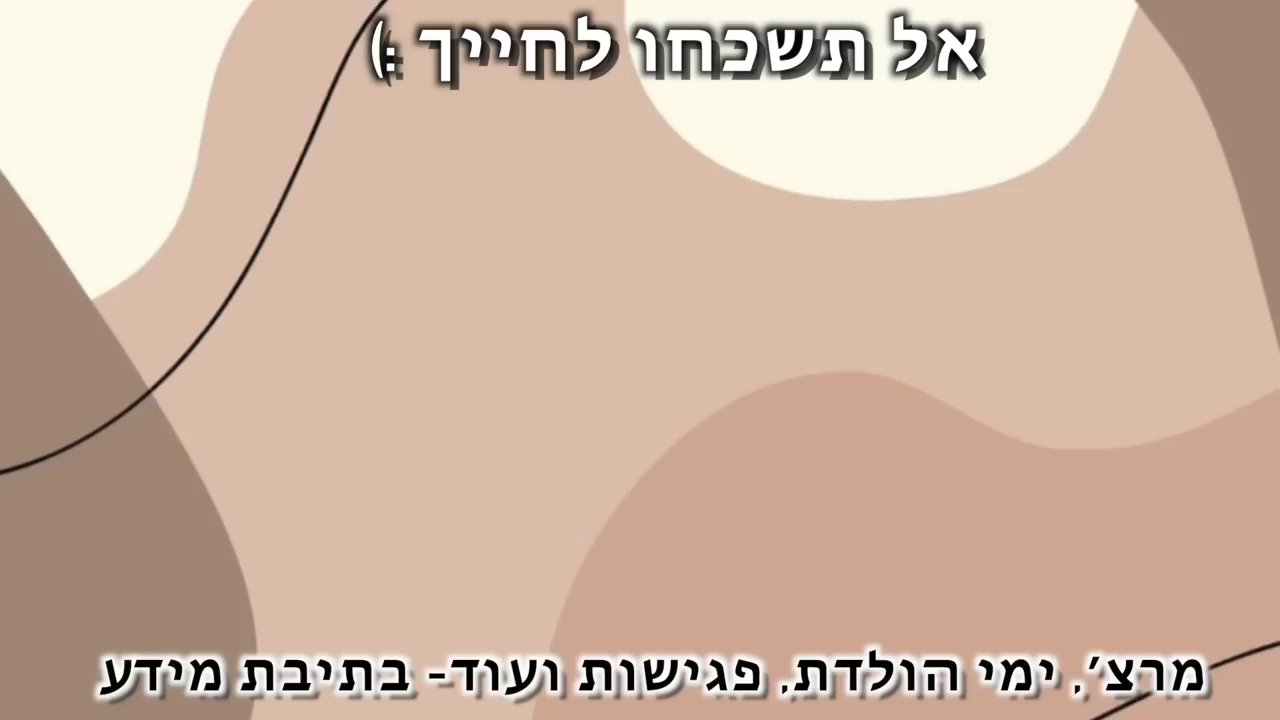 אל תשכחו לחייך :)
מרצ', ימי הולדת, פגישות ועוד- בתיבת מידע